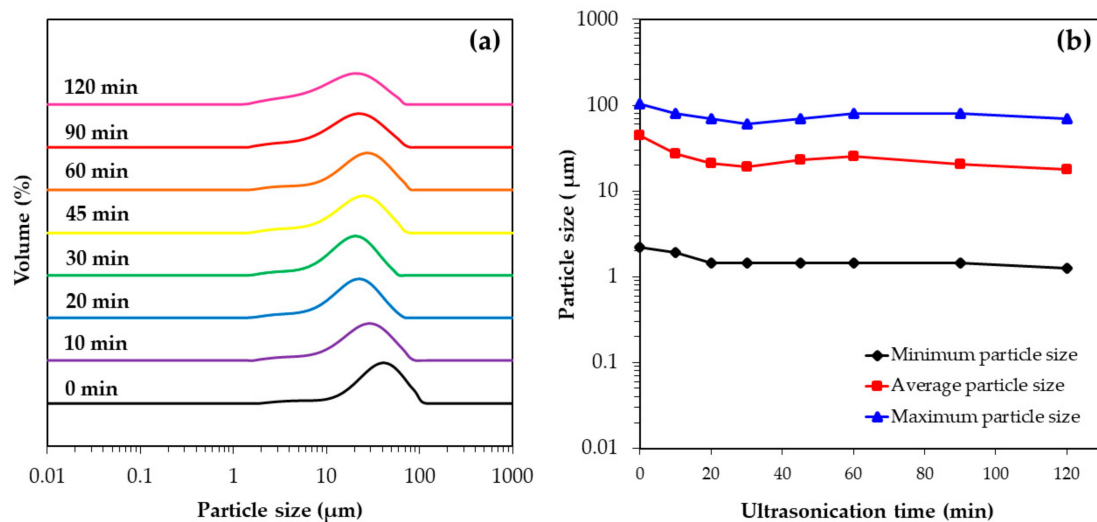 (a)
Volume (%)
120 min
90 min
60 min
45 min
30 min
20 min
10 min
0 min
0.01 0.1 1 10 100 1000
Particle size (µm)
(b)
Particle size ( µm)
1000
100
10
1
0.1
0.01
Minimum particle size
Average particle size
Maximum particle size
0 20 40 60 80 100 120
Ultrasonication time (min)